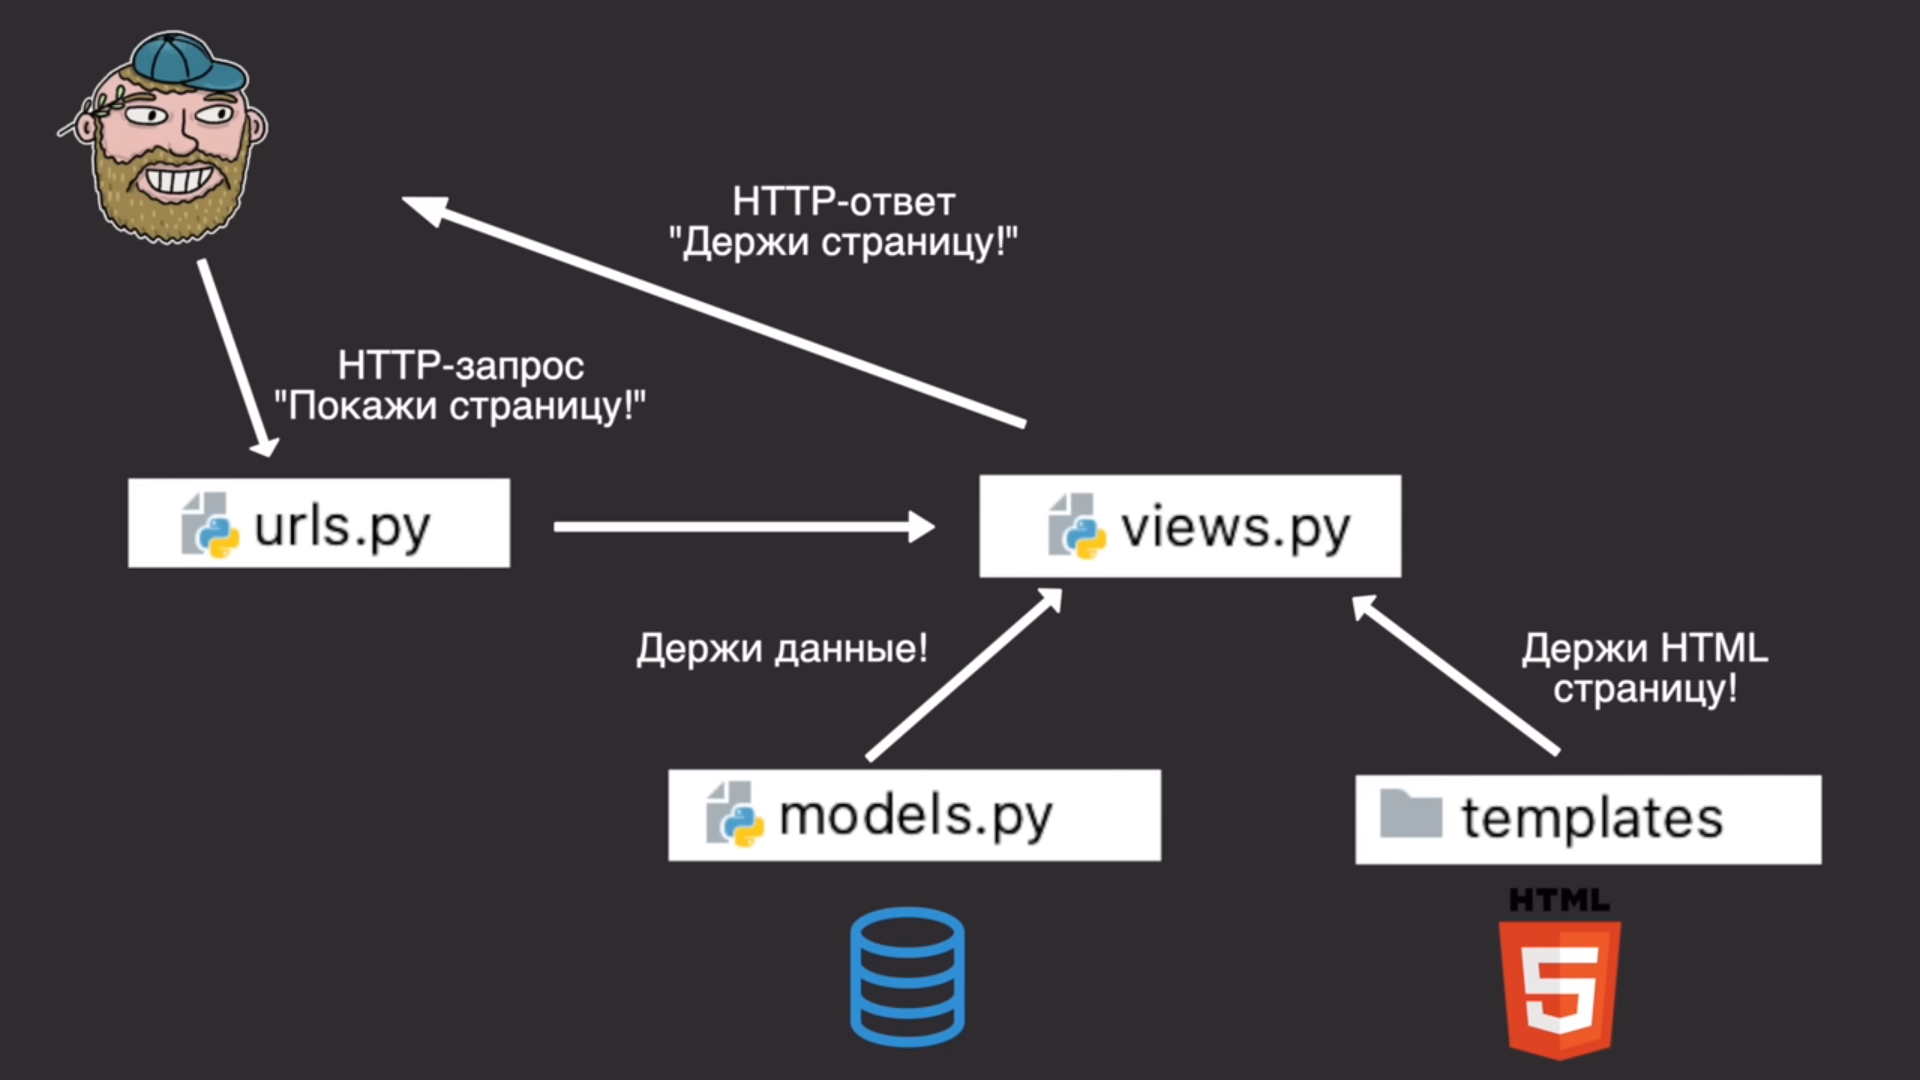 HTTP-ответ
"Держи страницу!"
HTTP-запрос
"Покажи страницу!"
urls.py
views.py
Держи данные!
Держи HTML
страницу!
models.py
templates
HTML
5